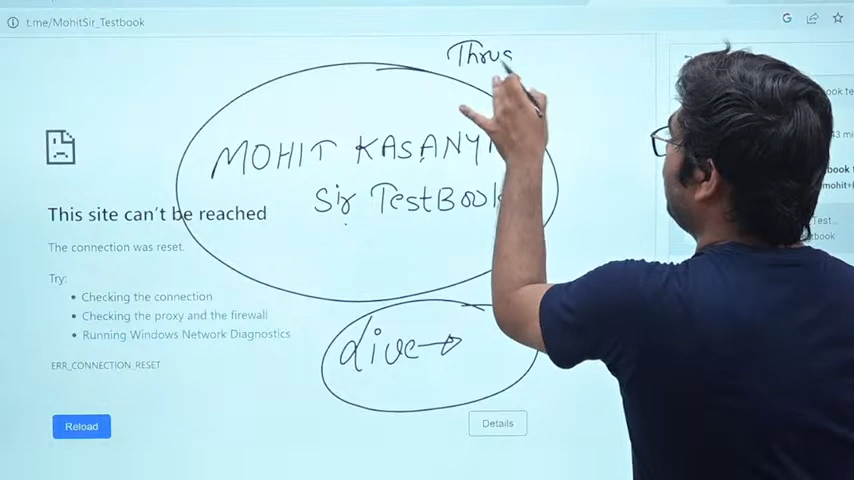 t.me/MohitSir_Testbook
Thrus
MOHIT KASANY
Sir TestBook
This site can't be reached
The connection was reset.
Try:
• Checking the connection
• Checking the proxy and the firewall
• Running Windows Network Diagnostics
ERR_CONNECTION_RESET
Live→
Reload
Details